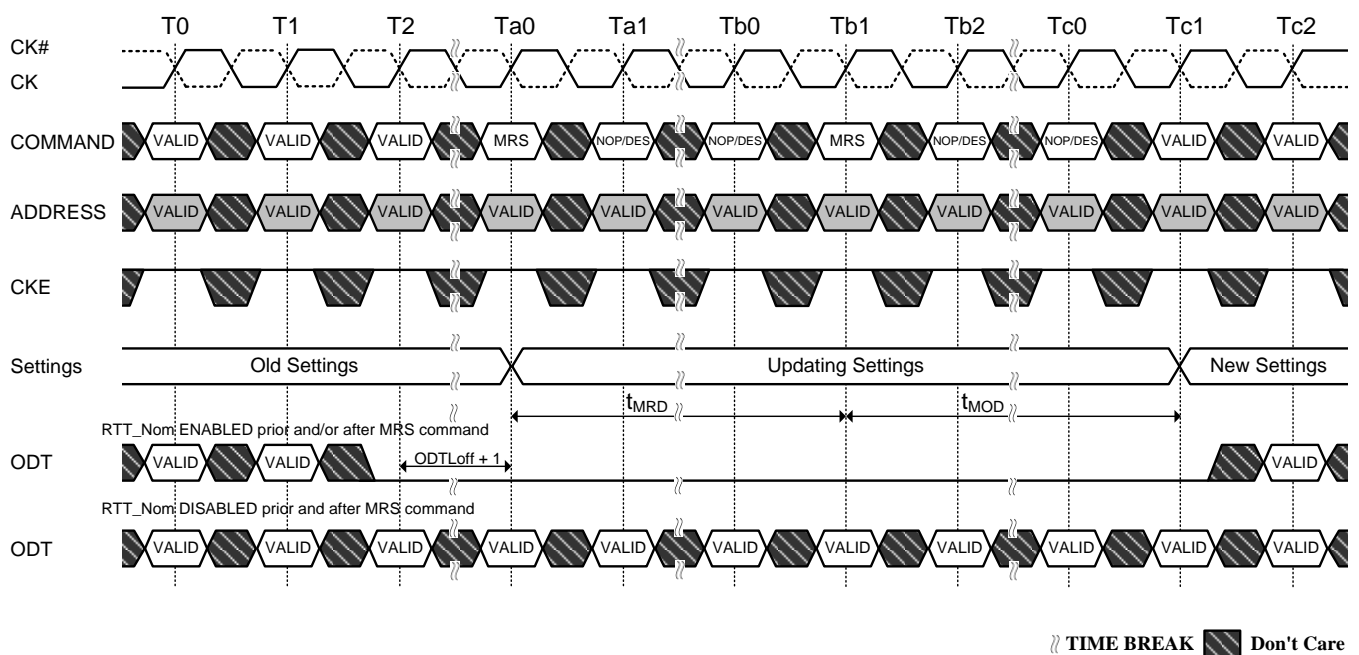 T0 T1 T2 Ta0 Ta1 Tb0 Tb1 Tb2 Tc0 Tc1 Tc2
CK#
CK
COMMAND VALID VALID VALID MRS NOP/DES NOP/DES MRS NOP/DES NOP/DES VALID VALID
ADDRESS VALID VALID VALID VALID VALID VALID VALID VALID VALID VALID VALID
CKE
Settings Old Settings Updating Settings New Settings
tMRD tMOD
RTT_Nom ENABLED prior and/or after MRS command
ODT VALID VALID ODTLoff + 1 VALID
RTT_Nom DISABLED prior and after MRS command
ODT VALID VALID VALID VALID VALID VALID VALID VALID VALID VALID VALID
TIME BREAK Don't Care